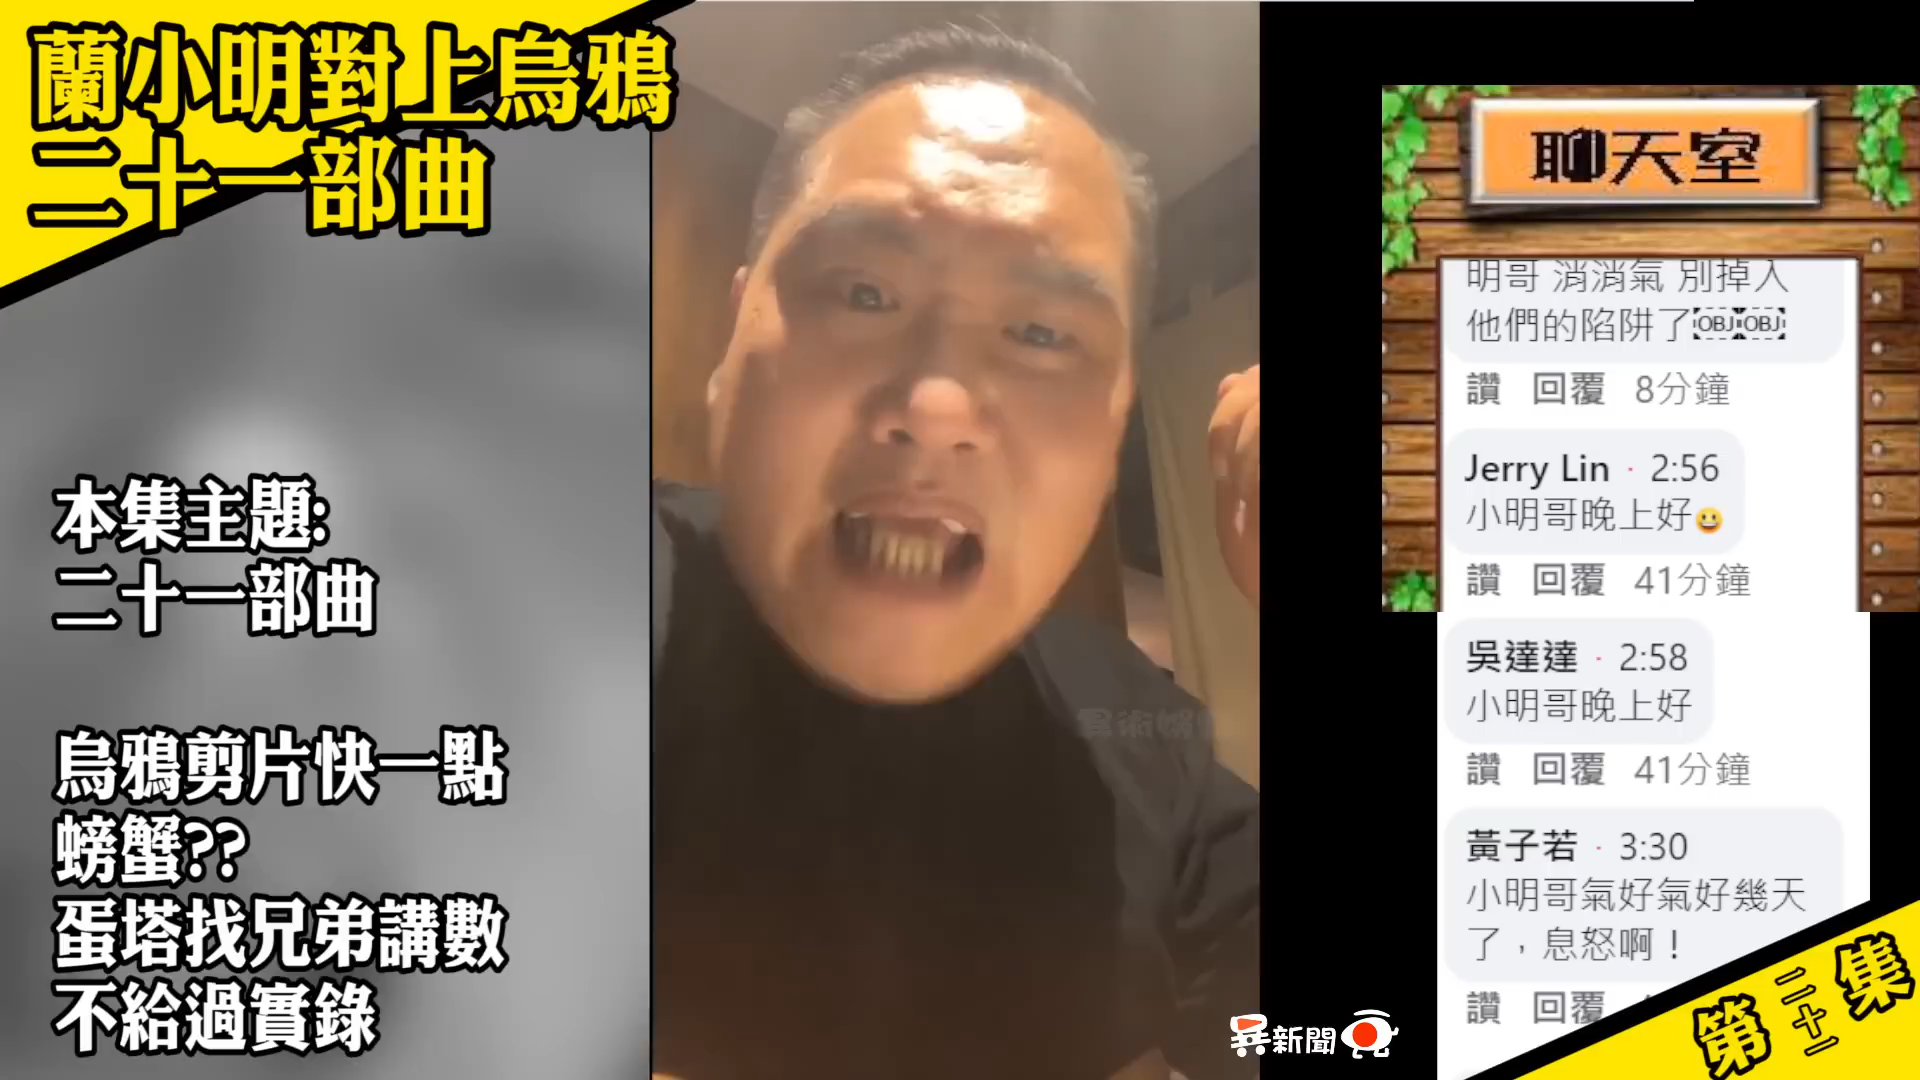 蘭小明對上烏鴉
二十一部曲
本集主題:
二十一部曲
烏鴉剪片快一點
螃蟹??
蛋塔找兄弟講數
不給過實錄
聊天室
明哥 消消氣 別掉入
他們的陷阱了
讚 回覆 8分鐘
Jerry Lin · 2:56
小明哥晚上好😀
讚 回覆 41分鐘
吳達達 · 2:58
小明哥晚上好
讚 回覆 41分鐘
黃子若 · 3:30
小明哥氣好氣好幾天
了，息怒啊！
讚 回覆
異新聞
第二十一集